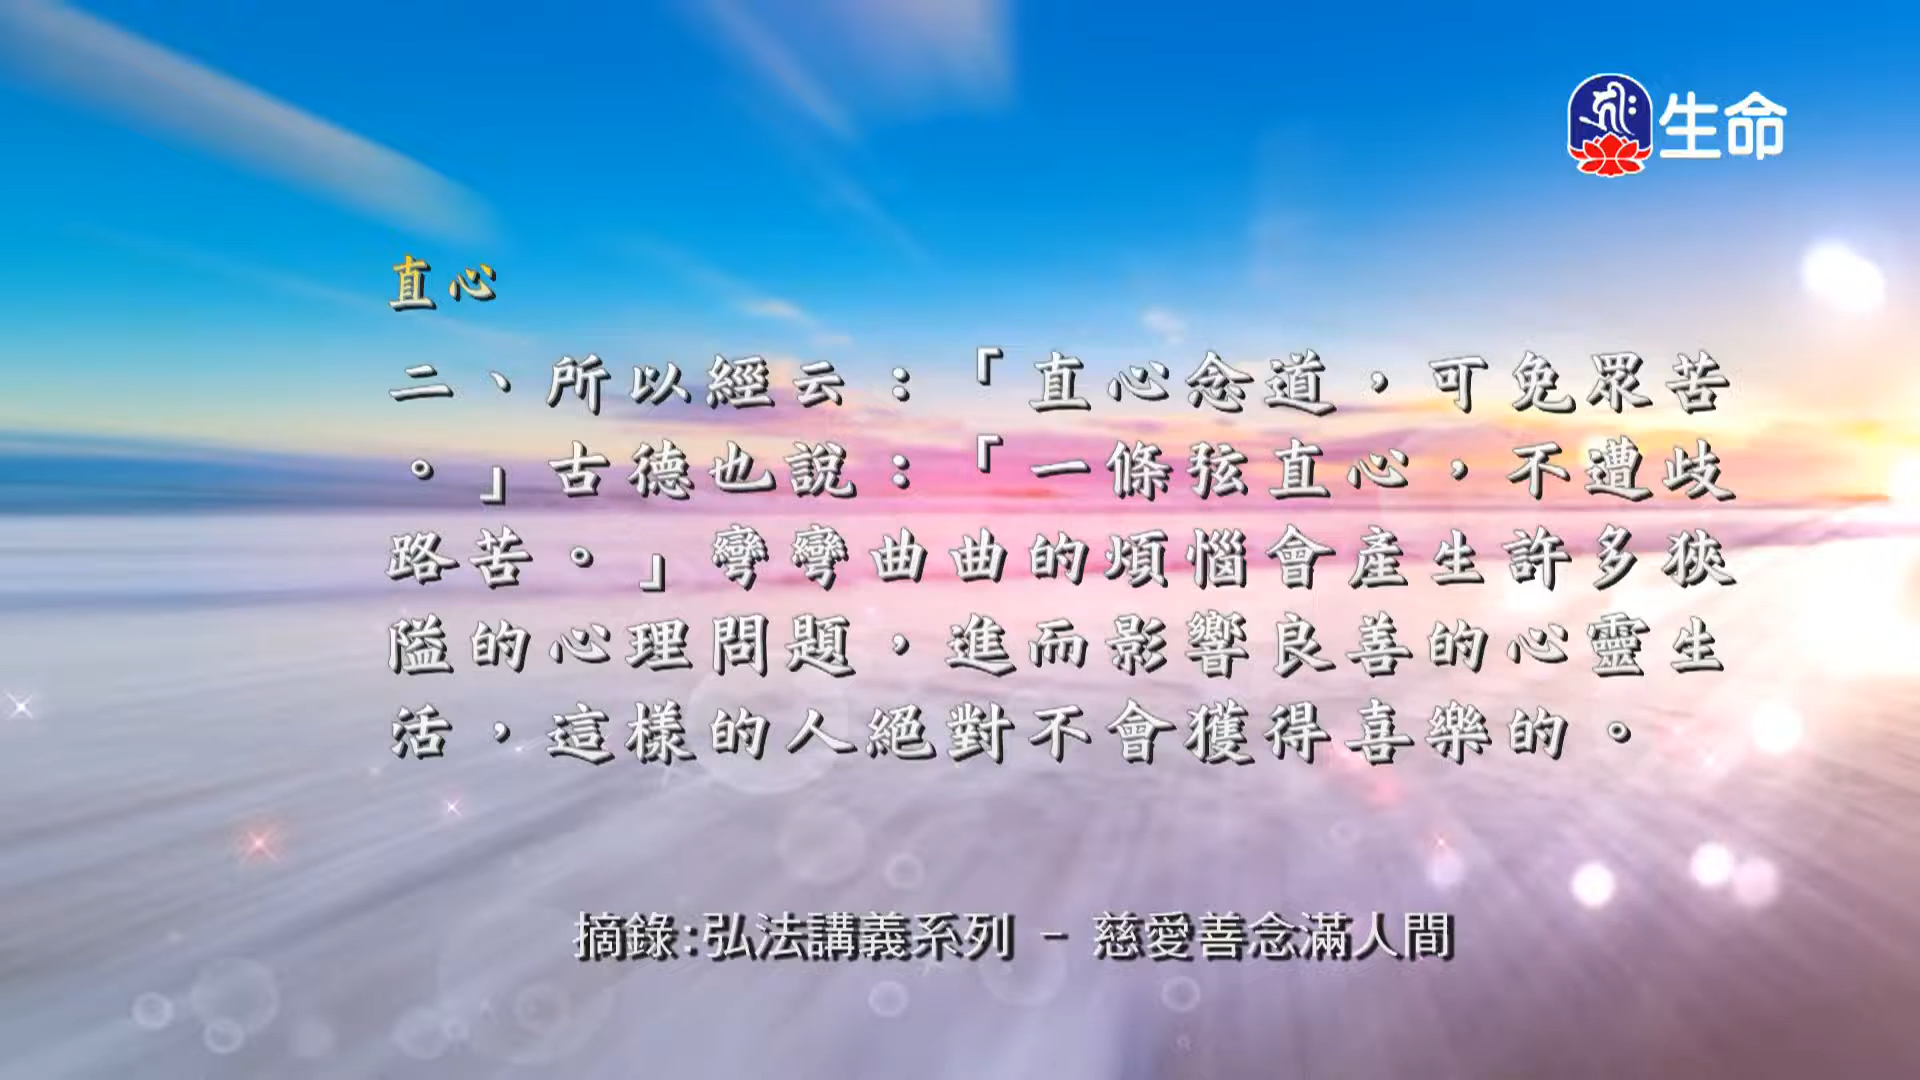 生命
直心
二、所以經云：「直心念道，可免眾苦
。」古德也說：「一條弦直心，不遭歧
路苦。」彎彎曲曲的煩惱會產生許多狹
隘的心理問題，進而影響良善的心靈生
活，這樣的人絕對不會獲得喜樂的。
摘錄:弘法講義系列 - 慈愛善念滿人間